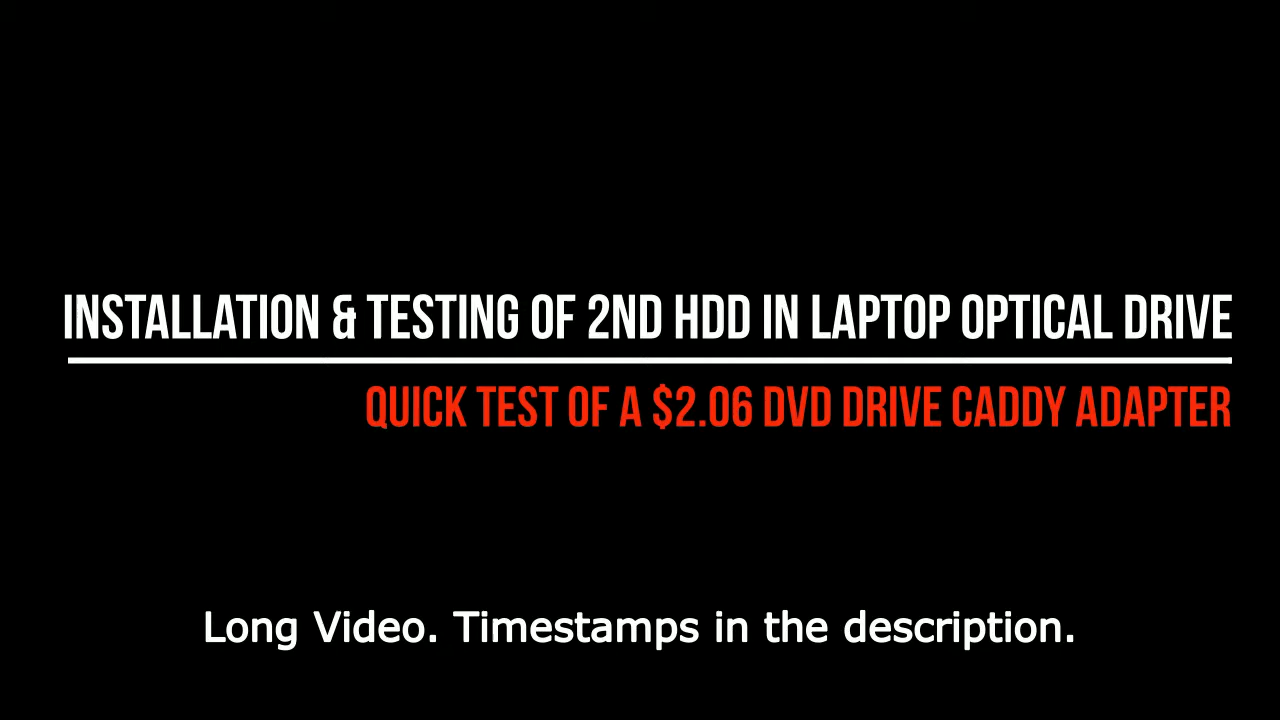 INSTALLATION & TESTING OF 2ND HDD IN LAPTOP OPTICAL DRIVE
QUICK TEST OF A $2.06 DVD DRIVE CADDY ADAPTER
Long Video. Timestamps in the description.